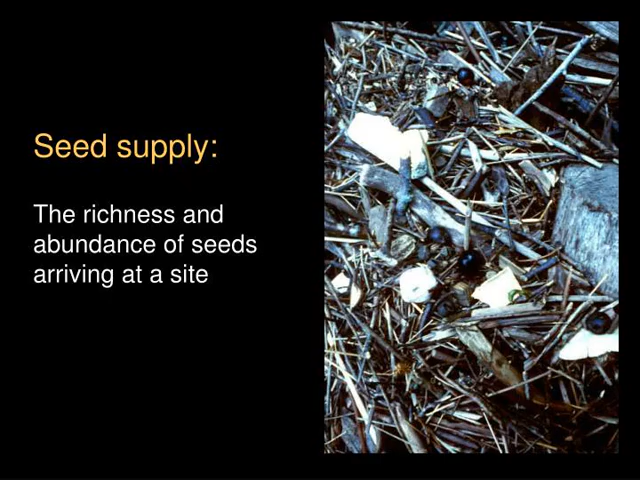 Seed supply:
The richness and
abundance of seeds
arriving at a site